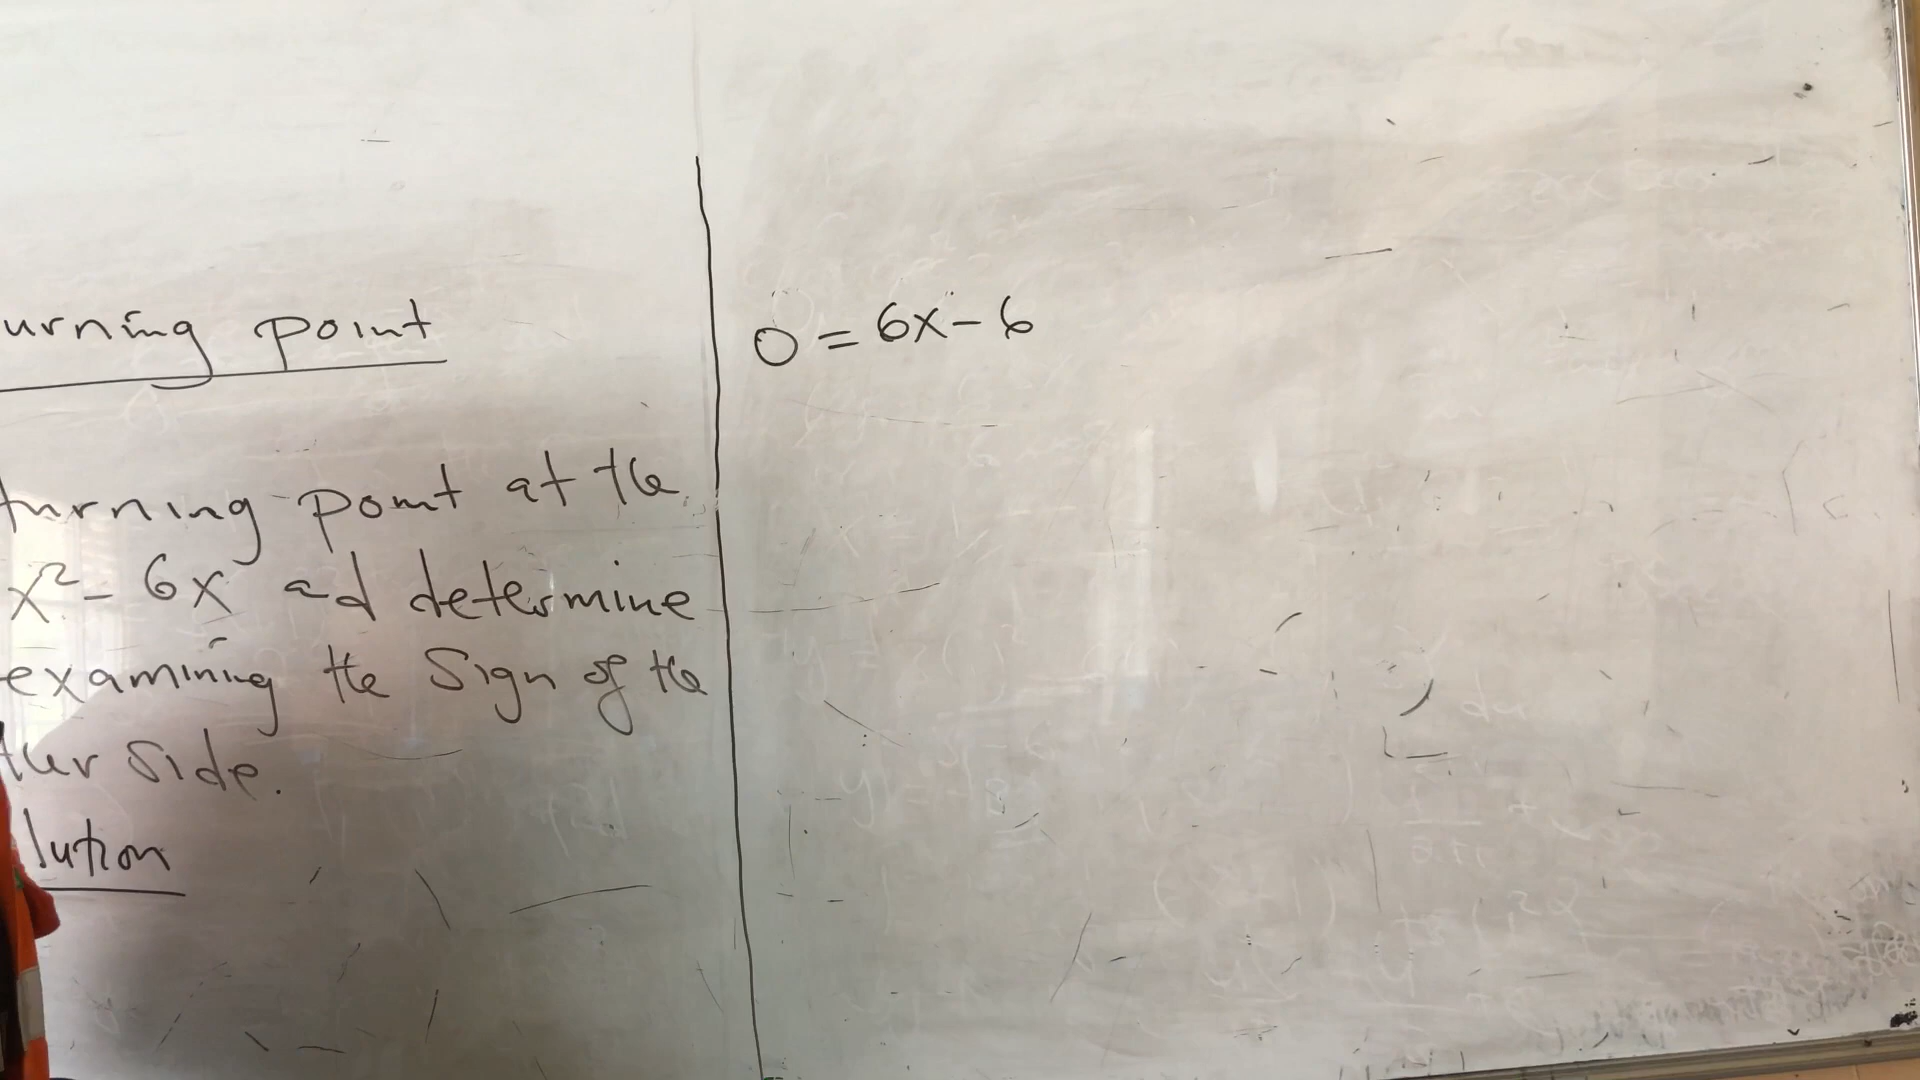 urning point
turning point at the
x² - 6x ad determine
examining the Sign of the
ther side.
lution
0 = 6x - 6